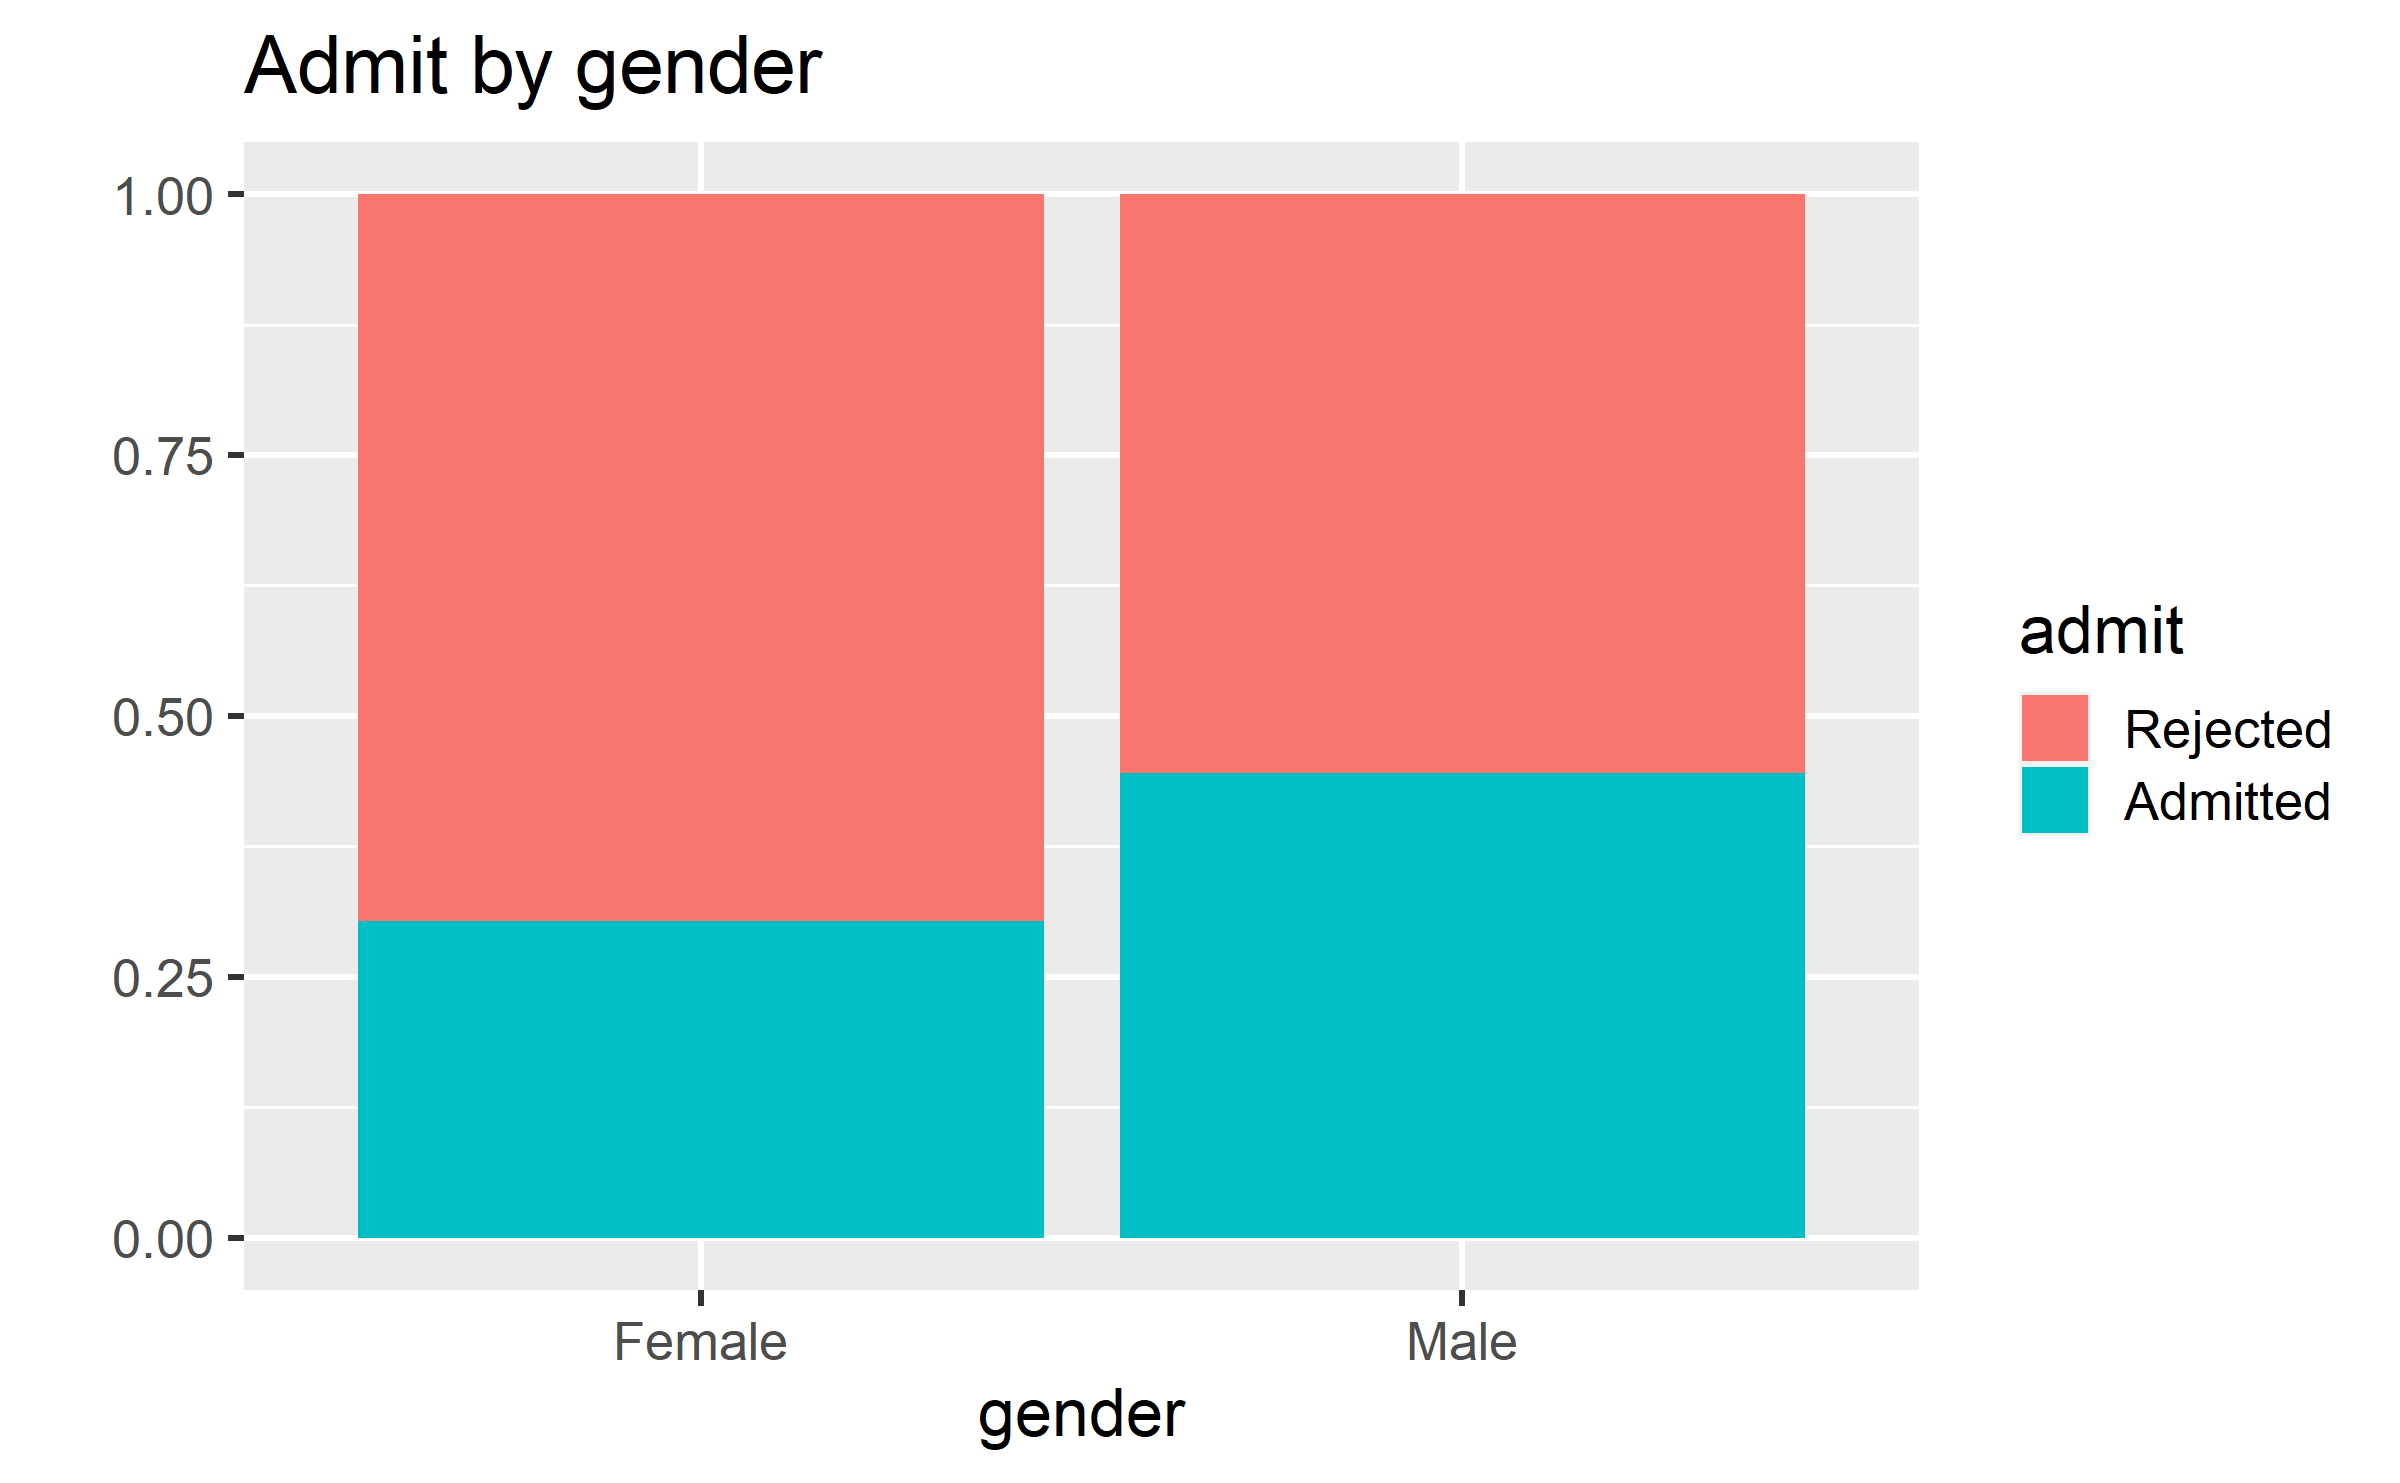 Admit by gender
1.00
0.75
0.50
0.25
0.00
Female Male
gender
admit
Rejected
Admitted